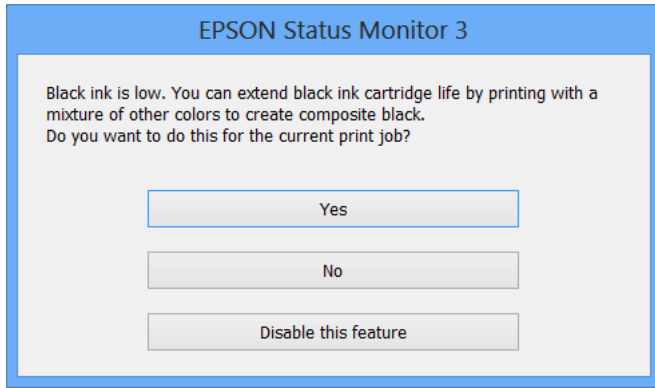 EPSON Status Monitor 3
Black ink is low. You can extend black ink cartridge life by printing with a
mixture of other colors to create composite black.
Do you want to do this for the current print job?
Yes
No
Disable this feature